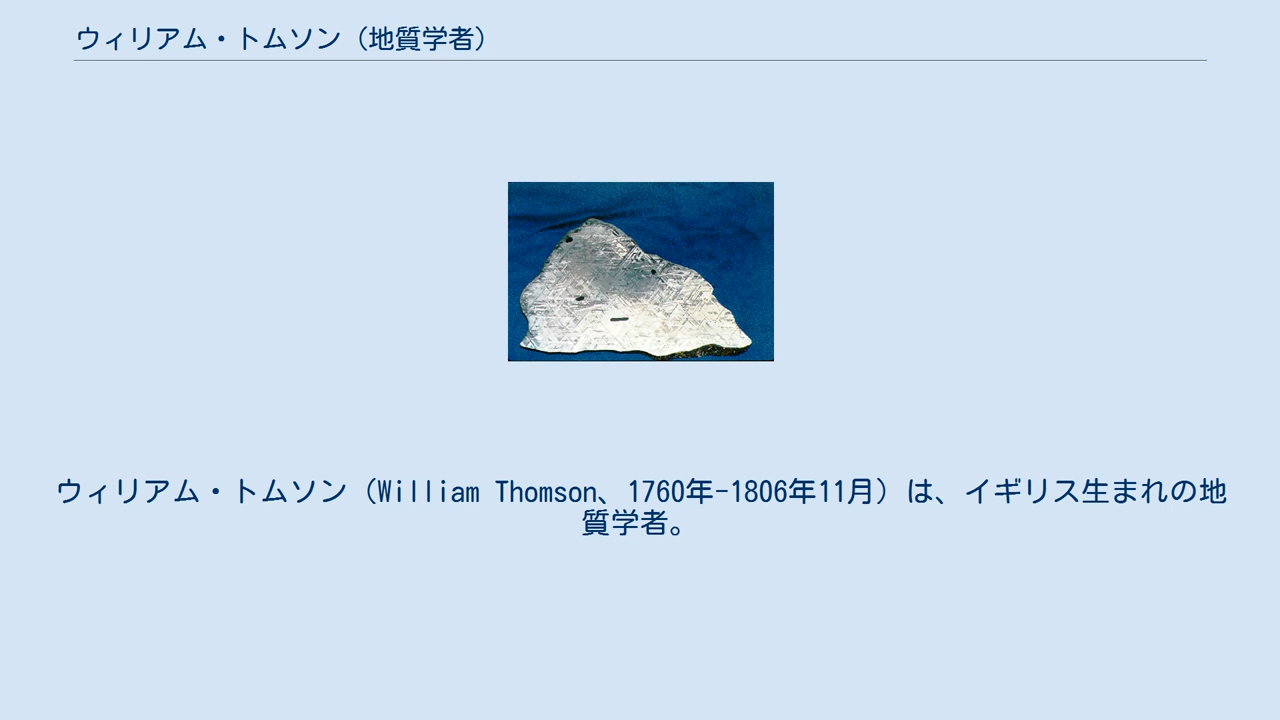 ウィリアム・トムソン（地質学者）
ウィリアム・トムソン（William Thomson、1760年-1806年11月）は、イギリス生まれの地
質学者。